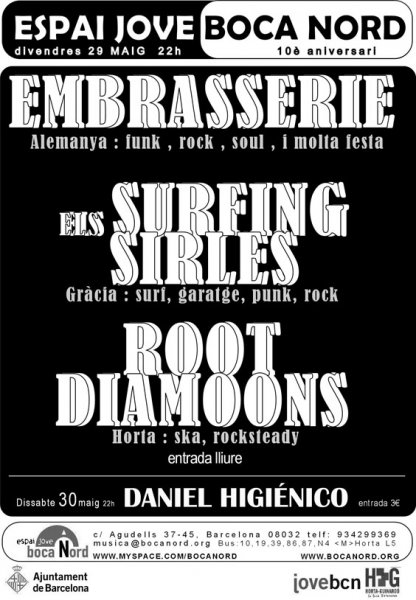 ESPAI JOVE BOCA NORD
divendres 29 MAIG 22h 10è aniversari
EMBRASSERIE
Alemanya : funk , rock , soul , i molta festa
ELS SURFING
SIRLES
Gràcia : surf, garatge, punk, rock
ROOT
DIAMOONS
Horta : ska, rocksteady
entrada lliure
Dissabte 30 maig 22h DANIEL HIGIÉNICO entrada 3€
espai Jove
boca Nord
c/ Agudells 37-45, Barcelona 08032 telf: 934299369
musica@bocanord.org Bus:10,19,39,86,87,N4 <M>Horta L5
WWW.MYSPACE.COM/BOCANORD WWW.BOCANORD.ORG
Ajuntament
de Barcelona
jovebcn
HG
HORTA-GUINARDÓ